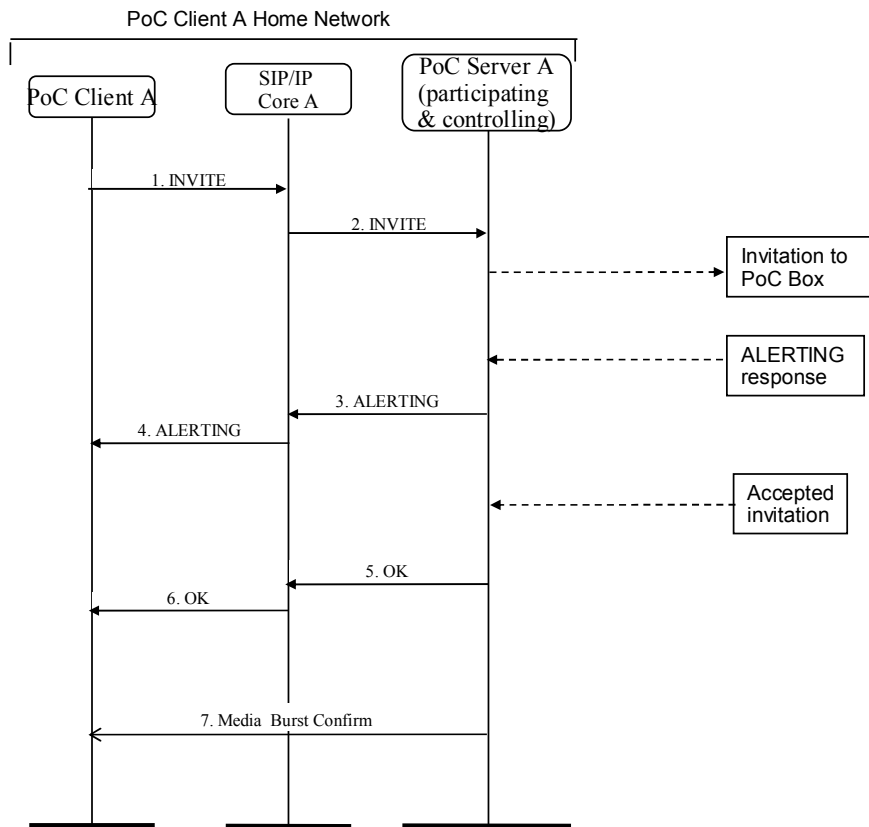 PoC Client A Home Network
PoC Client A
SIP/IP
Core A
PoC Server A
(participating
& controlling)
1. INVITE
2. INVITE
Invitation to
PoC Box
ALERTING
response
3. ALERTING
4. ALERTING
Accepted
invitation
5. OK
6. OK
7. Media Burst Confirm